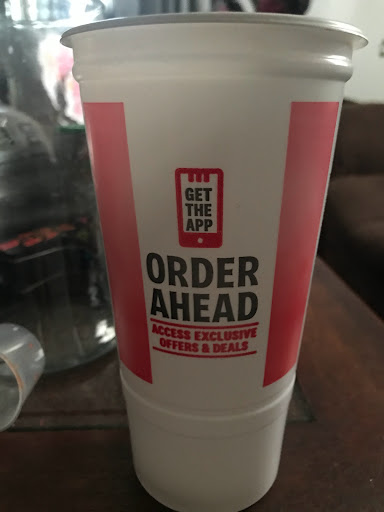 GET
THE
APP
ORDER
AHEAD
ACCESS EXCLUSIVE
OFFERS & DEALS